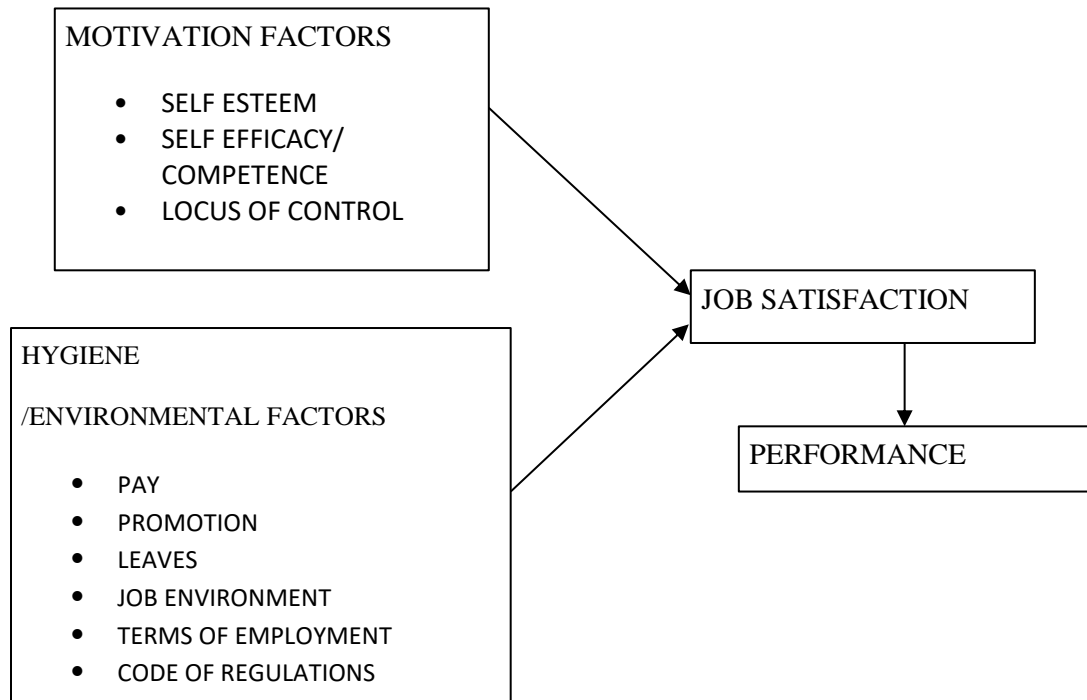 MOTIVATION FACTORS
• SELF ESTEEM
• SELF EFFICACY/
COMPETENCE
• LOCUS OF CONTROL
JOB SATISFACTION
HYGIENE
/ENVIRONMENTAL FACTORS
• PAY
• PROMOTION
• LEAVES
• JOB ENVIRONMENT
• TERMS OF EMPLOYMENT
• CODE OF REGULATIONS
PERFORMANCE